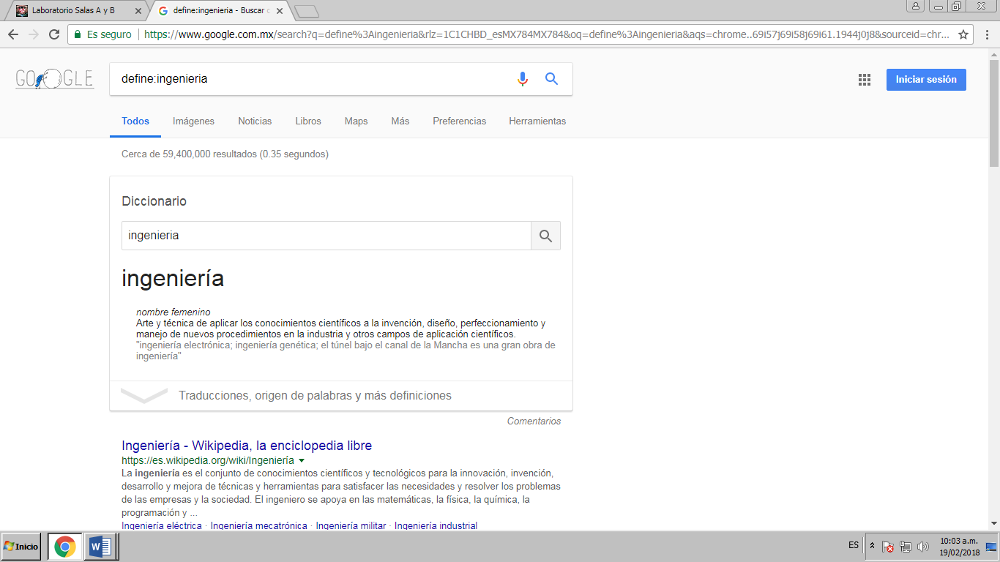 Laboratorio Salas A y B
define:ingenieria - Buscar c
Es seguro
https://www.google.com.mx/search?q=define%3Aingenieria&rlz=1C1CHBD_esMX784MX784&oq=define%3Aingenieria&aqs=chrome..69i57j69i58j69i61.1944j0j8&sourceid=chr...
GOOGLE
define:ingenieria
Iniciar sesión
Todos Imágenes Noticias Libros Maps Más Preferencias Herramientas
Cerca de 59,400,000 resultados (0.35 segundos)
Diccionario
ingenieria
ingeniería
nombre femenino
Arte y técnica de aplicar los conocimientos científicos a la invención, diseño, perfeccionamiento y
manejo de nuevos procedimientos en la industria y otros campos de aplicación científicos.
"ingeniería electrónica; ingeniería genética; el túnel bajo el canal de la Mancha es una gran obra de
ingeniería"
Traducciones, origen de palabras y más definiciones
Comentarios
Ingeniería - Wikipedia, la enciclopedia libre
https://es.wikipedia.org/wiki/Ingeniería
La ingeniería es el conjunto de conocimientos científicos y tecnológicos para la innovación, invención,
desarrollo y mejora de técnicas y herramientas para satisfacer las necesidades y resolver los problemas
de las empresas y la sociedad. El ingeniero se apoya en las matemáticas, la física, la química, la
programación y ...
Ingeniería eléctrica · Ingeniería mecatrónica · Ingeniería militar · Ingeniería industrial
Inicio
W
ES
10:03 a.m.
19/02/2018